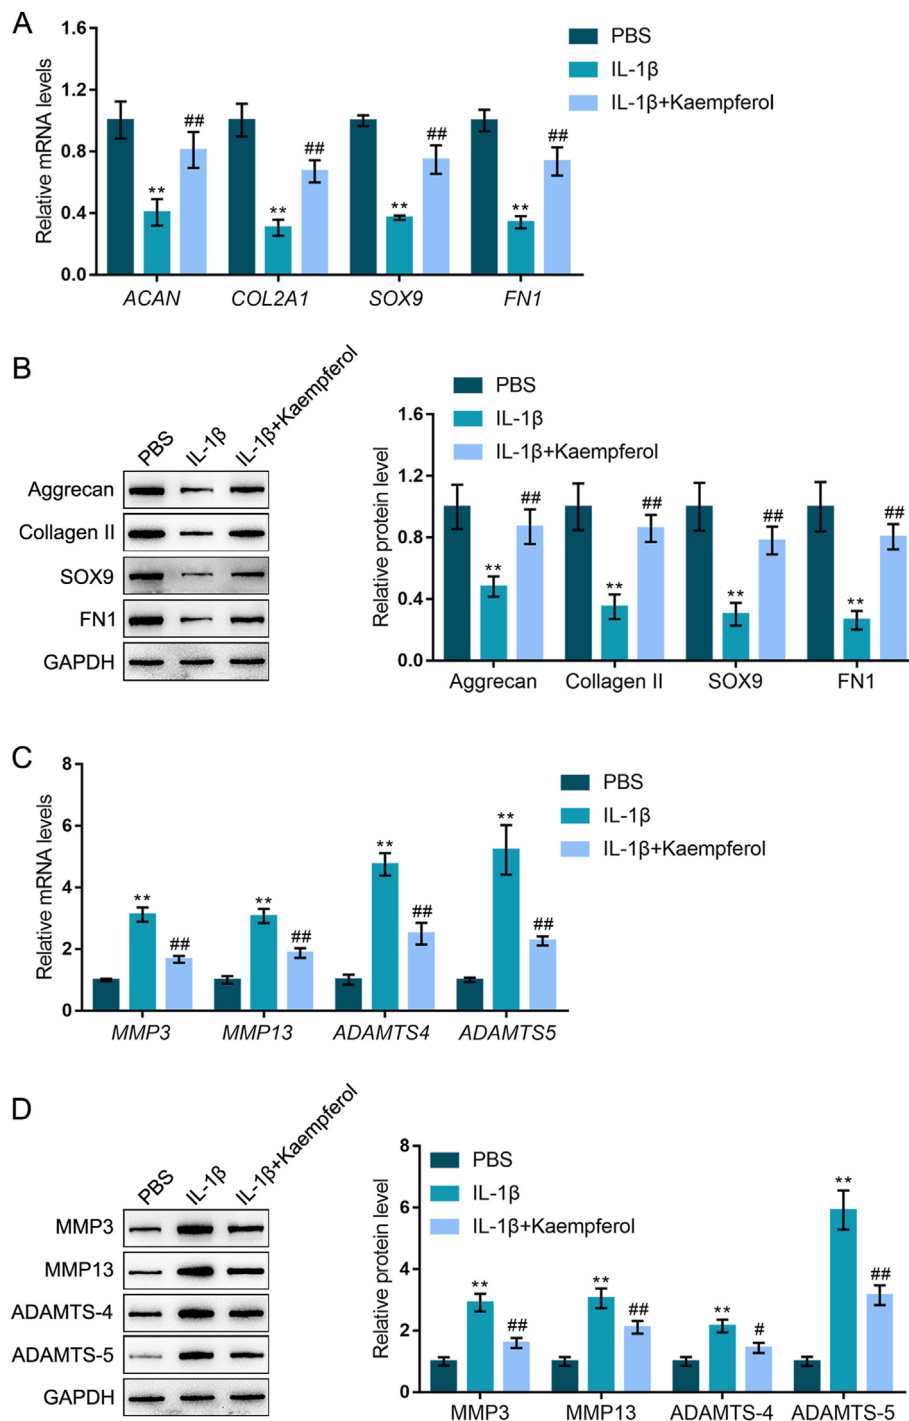 A
1.6
1.2
0.8
0.4
0.0
Relative mRNA levels
PBS
IL-1β
IL-1β+Kaempferol
** ## ** ## ** ## ** ##
ACAN COL2A1 SOX9 FN1
B
PBS IL-1β IL-1β+Kaempferol
Aggrecan
Collagen II
SOX9
FN1
GAPDH
PBS
IL-1β
IL-1β+Kaempferol
1.6
1.2
0.8
0.4
0.0
Relative protein level
** ## ** ## ** ## ** ##
Aggrecan Collagen II SOX9 FN1
C
8
6
4
2
0
Relative mRNA levels
PBS
IL-1β
IL-1β+Kaempferol
** ## ** ## ** ## ** ##
MMP3 MMP13 ADAMTS4 ADAMTS5
D
PBS IL-1β IL-1β+Kaempferol
MMP3
MMP13
ADAMTS-4
ADAMTS-5
GAPDH
8
6
4
2
0
Relative protein level
PBS
IL-1β
IL-1β+Kaempferol
** ## ** ## ** # ** ##
MMP3 MMP13 ADAMTS-4 ADAMTS-5